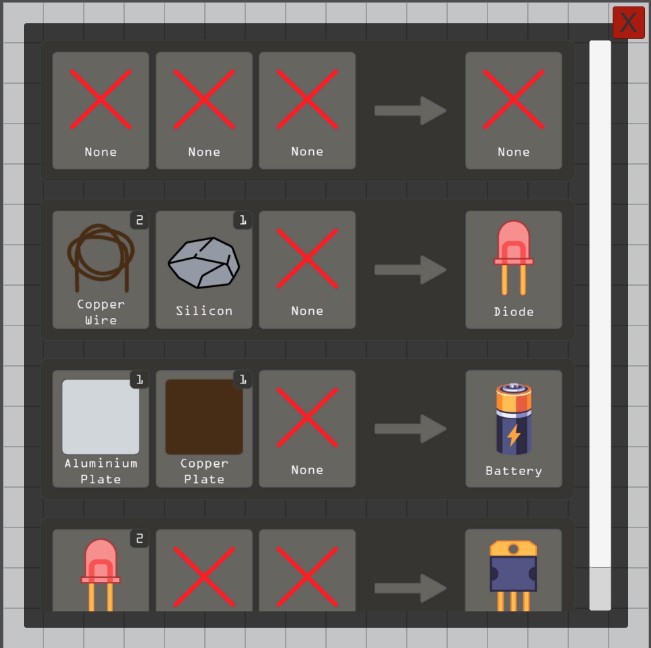 X
None
None
None
None
2
1
Copper
Wire
Silicon
None
Diode
1
1
Aluminium
Plate
Copper
Plate
None
Battery
2